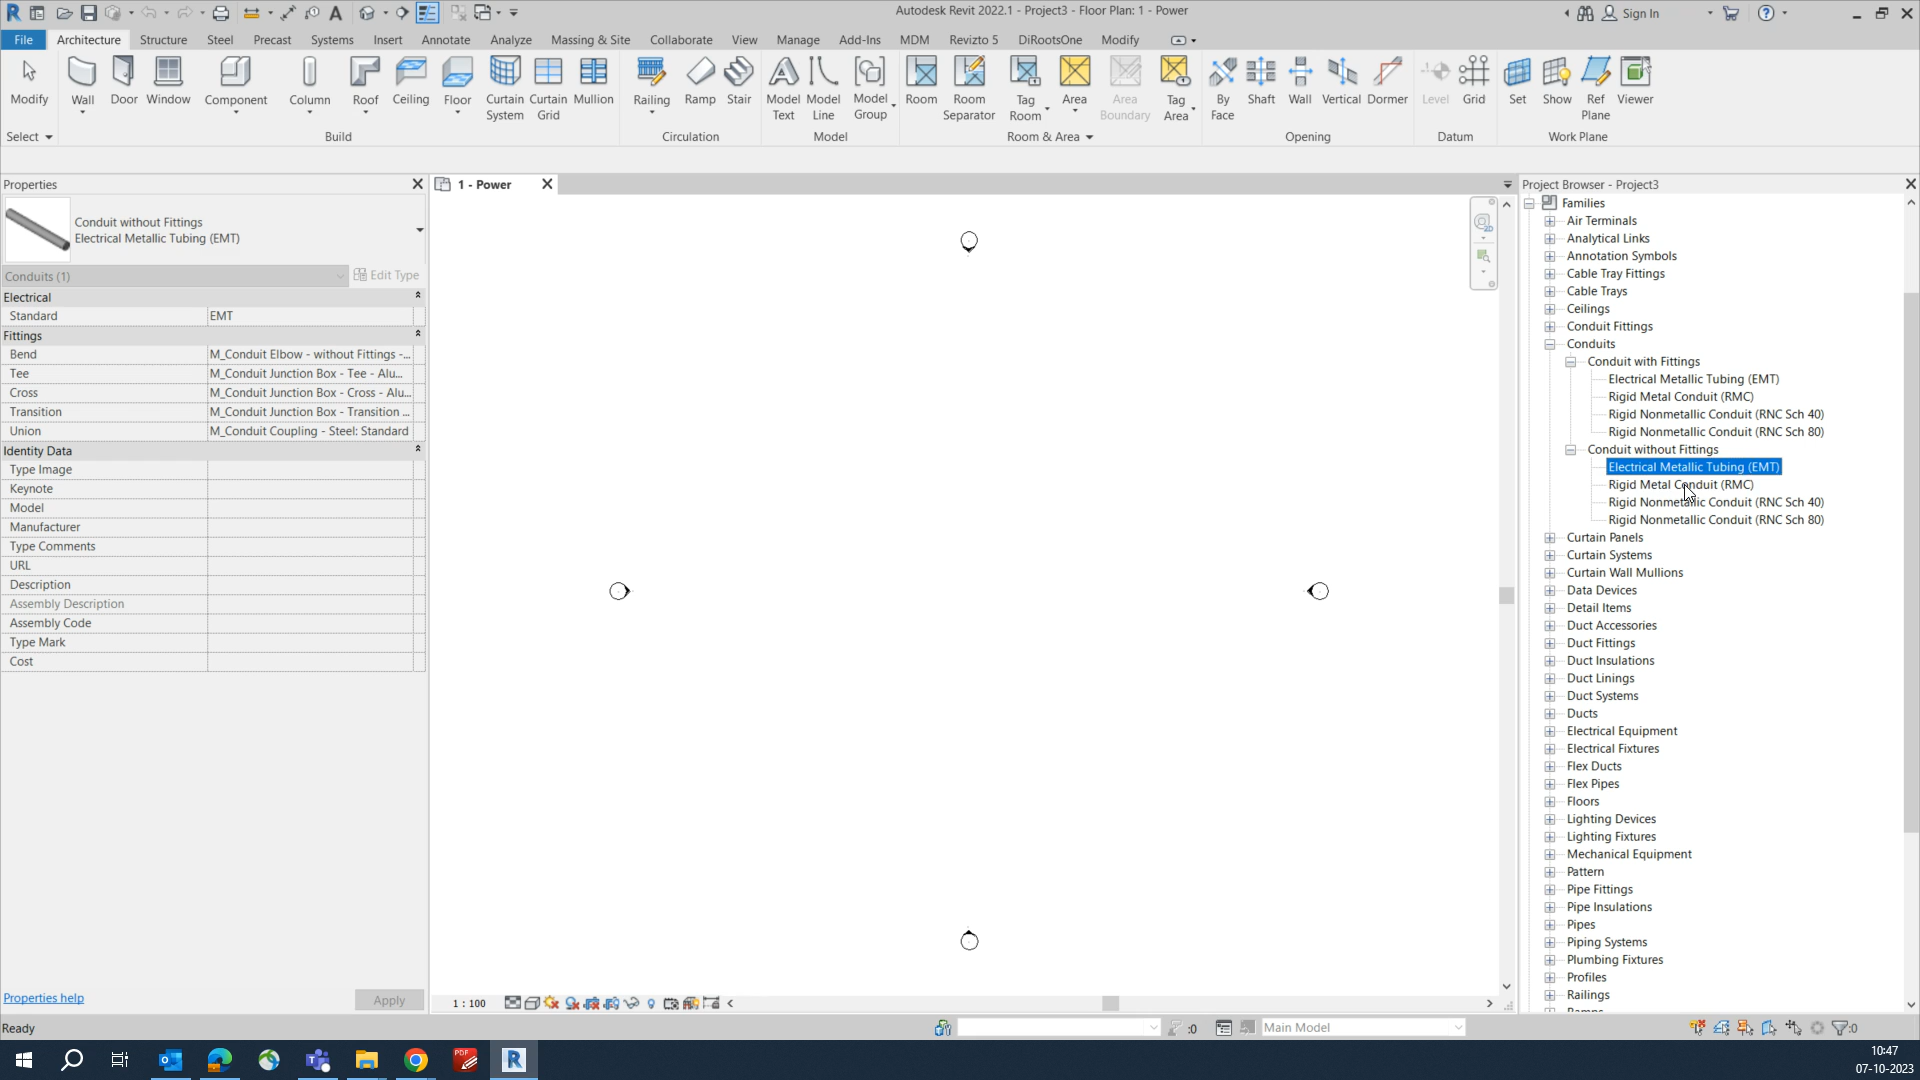 Autodesk Revit 2022.1 - Project3 - Floor Plan: 1 - Power
Sign In
File Architecture Structure Steel Precast Systems Insert Annotate Analyze Massing & Site Collaborate View Manage Add-Ins MDM Revizto 5 DiRootsOne Modify
Modify Wall Door Window Component Column Roof Ceiling Floor Curtain System Curtain Grid Mullion Railing Ramp Stair Model Text Model Line Model Group Room Room Separator Tag Room Area Area Boundary Tag Area By Face Shaft Wall Vertical Dormer Level Grid Set Show Ref Plane Viewer
Select Build Circulation Model Room & Area Opening Datum Work Plane
Properties
Conduit without Fittings
Electrical Metallic Tubing (EMT)
Conduits (1) Edit Type
Electrical
Standard EMT
Fittings
Bend M_Conduit Elbow - without Fittings -...
Tee M_Conduit Junction Box - Tee - Alu...
Cross M_Conduit Junction Box - Cross - Alu...
Transition M_Conduit Junction Box - Transition ...
Union M_Conduit Coupling - Steel: Standard
Identity Data
Type Image
Keynote
Model
Manufacturer
Type Comments
URL
Description
Assembly Description
Assembly Code
Type Mark
Cost
Properties help Apply
1 - Power
1 : 100
Project Browser - Project3
Families
Air Terminals
Analytical Links
Annotation Symbols
Cable Tray Fittings
Cable Trays
Ceilings
Conduit Fittings
Conduits
Conduit with Fittings
Electrical Metallic Tubing (EMT)
Rigid Metal Conduit (RMC)
Rigid Nonmetallic Conduit (RNC Sch 40)
Rigid Nonmetallic Conduit (RNC Sch 80)
Conduit without Fittings
Electrical Metallic Tubing (EMT)
Rigid Metal Conduit (RMC)
Rigid Nonmetallic Conduit (RNC Sch 40)
Rigid Nonmetallic Conduit (RNC Sch 80)
Curtain Panels
Curtain Systems
Curtain Wall Mullions
Data Devices
Detail Items
Duct Accessories
Duct Fittings
Duct Insulations
Duct Linings
Duct Systems
Ducts
Electrical Equipment
Electrical Fixtures
Flex Ducts
Flex Pipes
Floors
Lighting Devices
Lighting Fixtures
Mechanical Equipment
Pattern
Pipe Fittings
Pipe Insulations
Pipes
Piping Systems
Plumbing Fixtures
Profiles
Railings
Ready
:0
Main Model
:0
10:47
07-10-2023